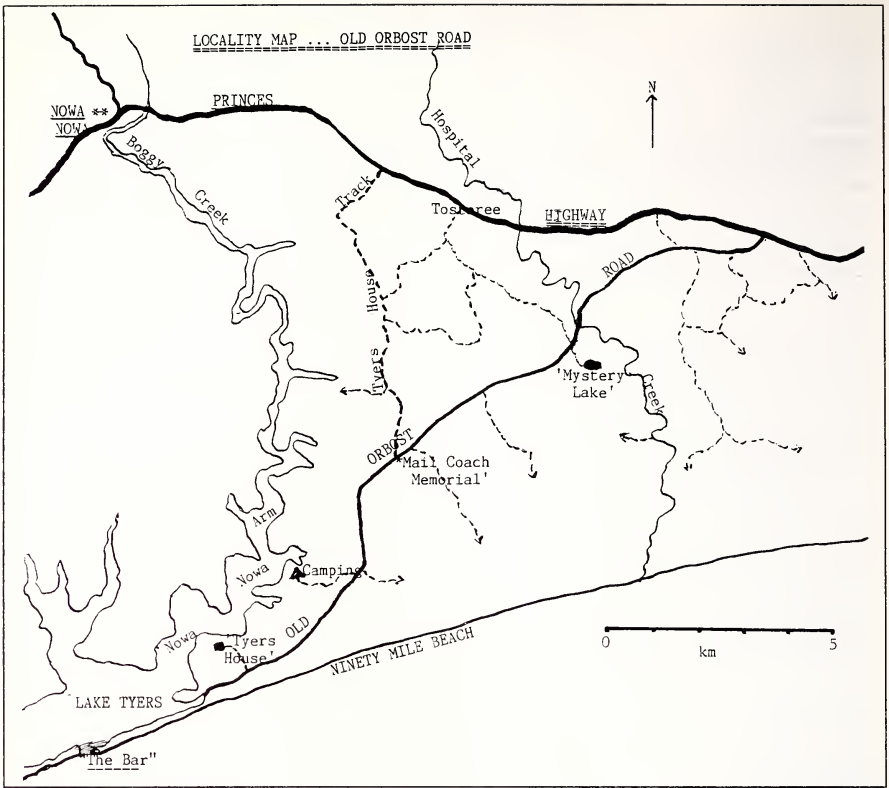 LOCALITY MAP ... OLD ORBOST ROAD
N
NOWA **
NOWA
PRINCES
HIGHWAY
Boggy
Creek
Hospital
Creek
Track
House
'Tyers
Tostaree
ROAD
ORBOST
OLD
'Mystery
Lake'
*Mail Coach
Memorial'
Nowa
Nowa
Arm
Camping
'Tyers
House'
LAKE TYERS
NINETY MILE BEACH
"The Bar"
0
5
km